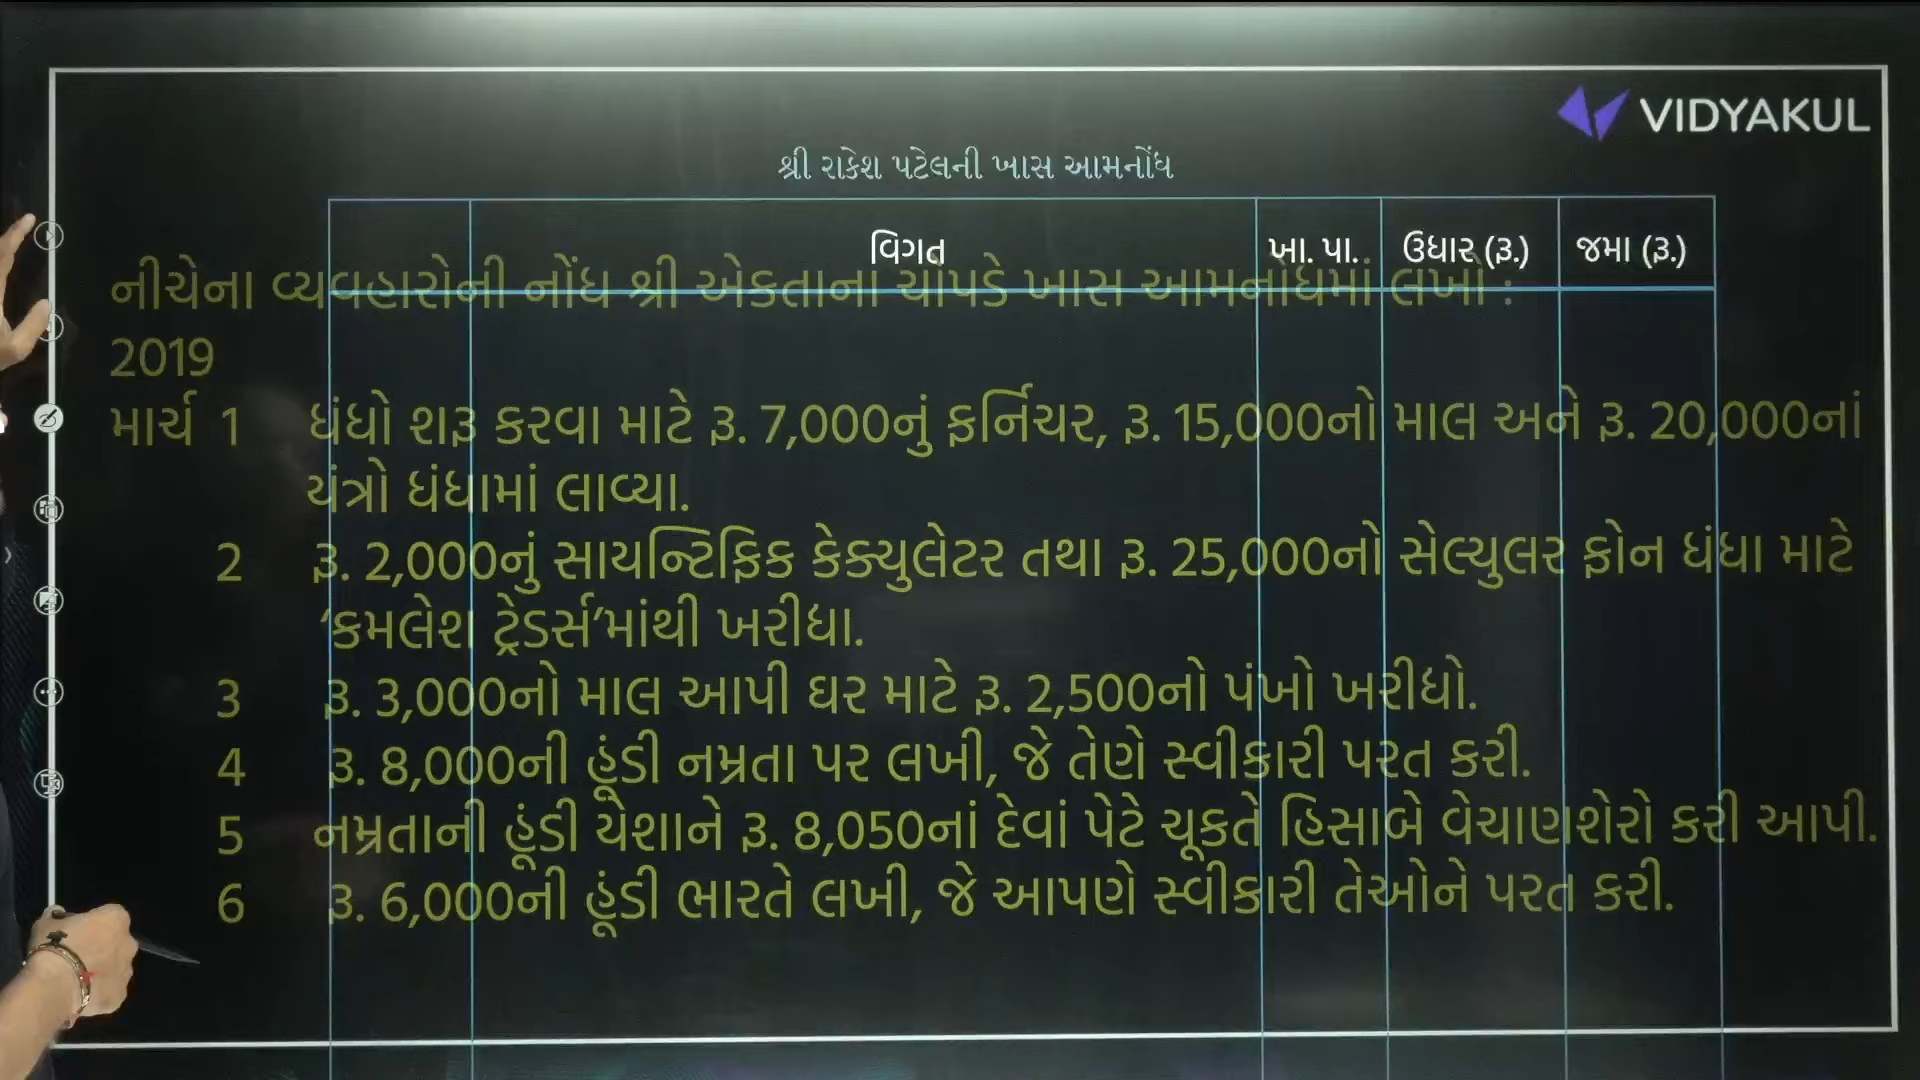 VIDYAKUL
શ્રી રાકેશ પટેલની ખાસ આમનોંધ
વિગત ખા. પા. ઉધાર (રૂ.) જમા (રૂ.)
નીચેના વ્યવહારોની નોંધ શ્રી એકતાના ચોપડે ખાસ આમનોંધમાં લખો :
2019
માર્ચ 1 ધંધો શરૂ કરવા માટે રૂ. 7,000નું ફર્નિચર, રૂ. 15,000નો માલ અને રૂ. 20,000નાં
યંત્રો ધંધામાં લાવ્યા.
2 રૂ. 2,000નું સાયન્ટિફિક કેક્યુલેટર તથા રૂ. 25,000નો સેલ્યુલર ફોન ધંધા માટે
‘કમલેશ ટ્રેડર્સ’માંથી ખરીદ્યા.
3 રૂ. 3,000નો માલ આપી ઘર માટે રૂ. 2,500નો પંખો ખરીદ્યો.
4 રૂ. 8,000ની હૂંડી નમ્રતા પર લખી, જે તેણે સ્વીકારી પરત કરી.
5 નમ્રતાની હૂંડી યેશાને રૂ. 8,050નાં દેવાં પેટે ચૂકતે હિસાબે વેચાણશેરો કરી આપી.
6 રૂ. 6,000ની હૂંડી ભારતે લખી, જે આપણે સ્વીકારી તેઓને પરત કરી.